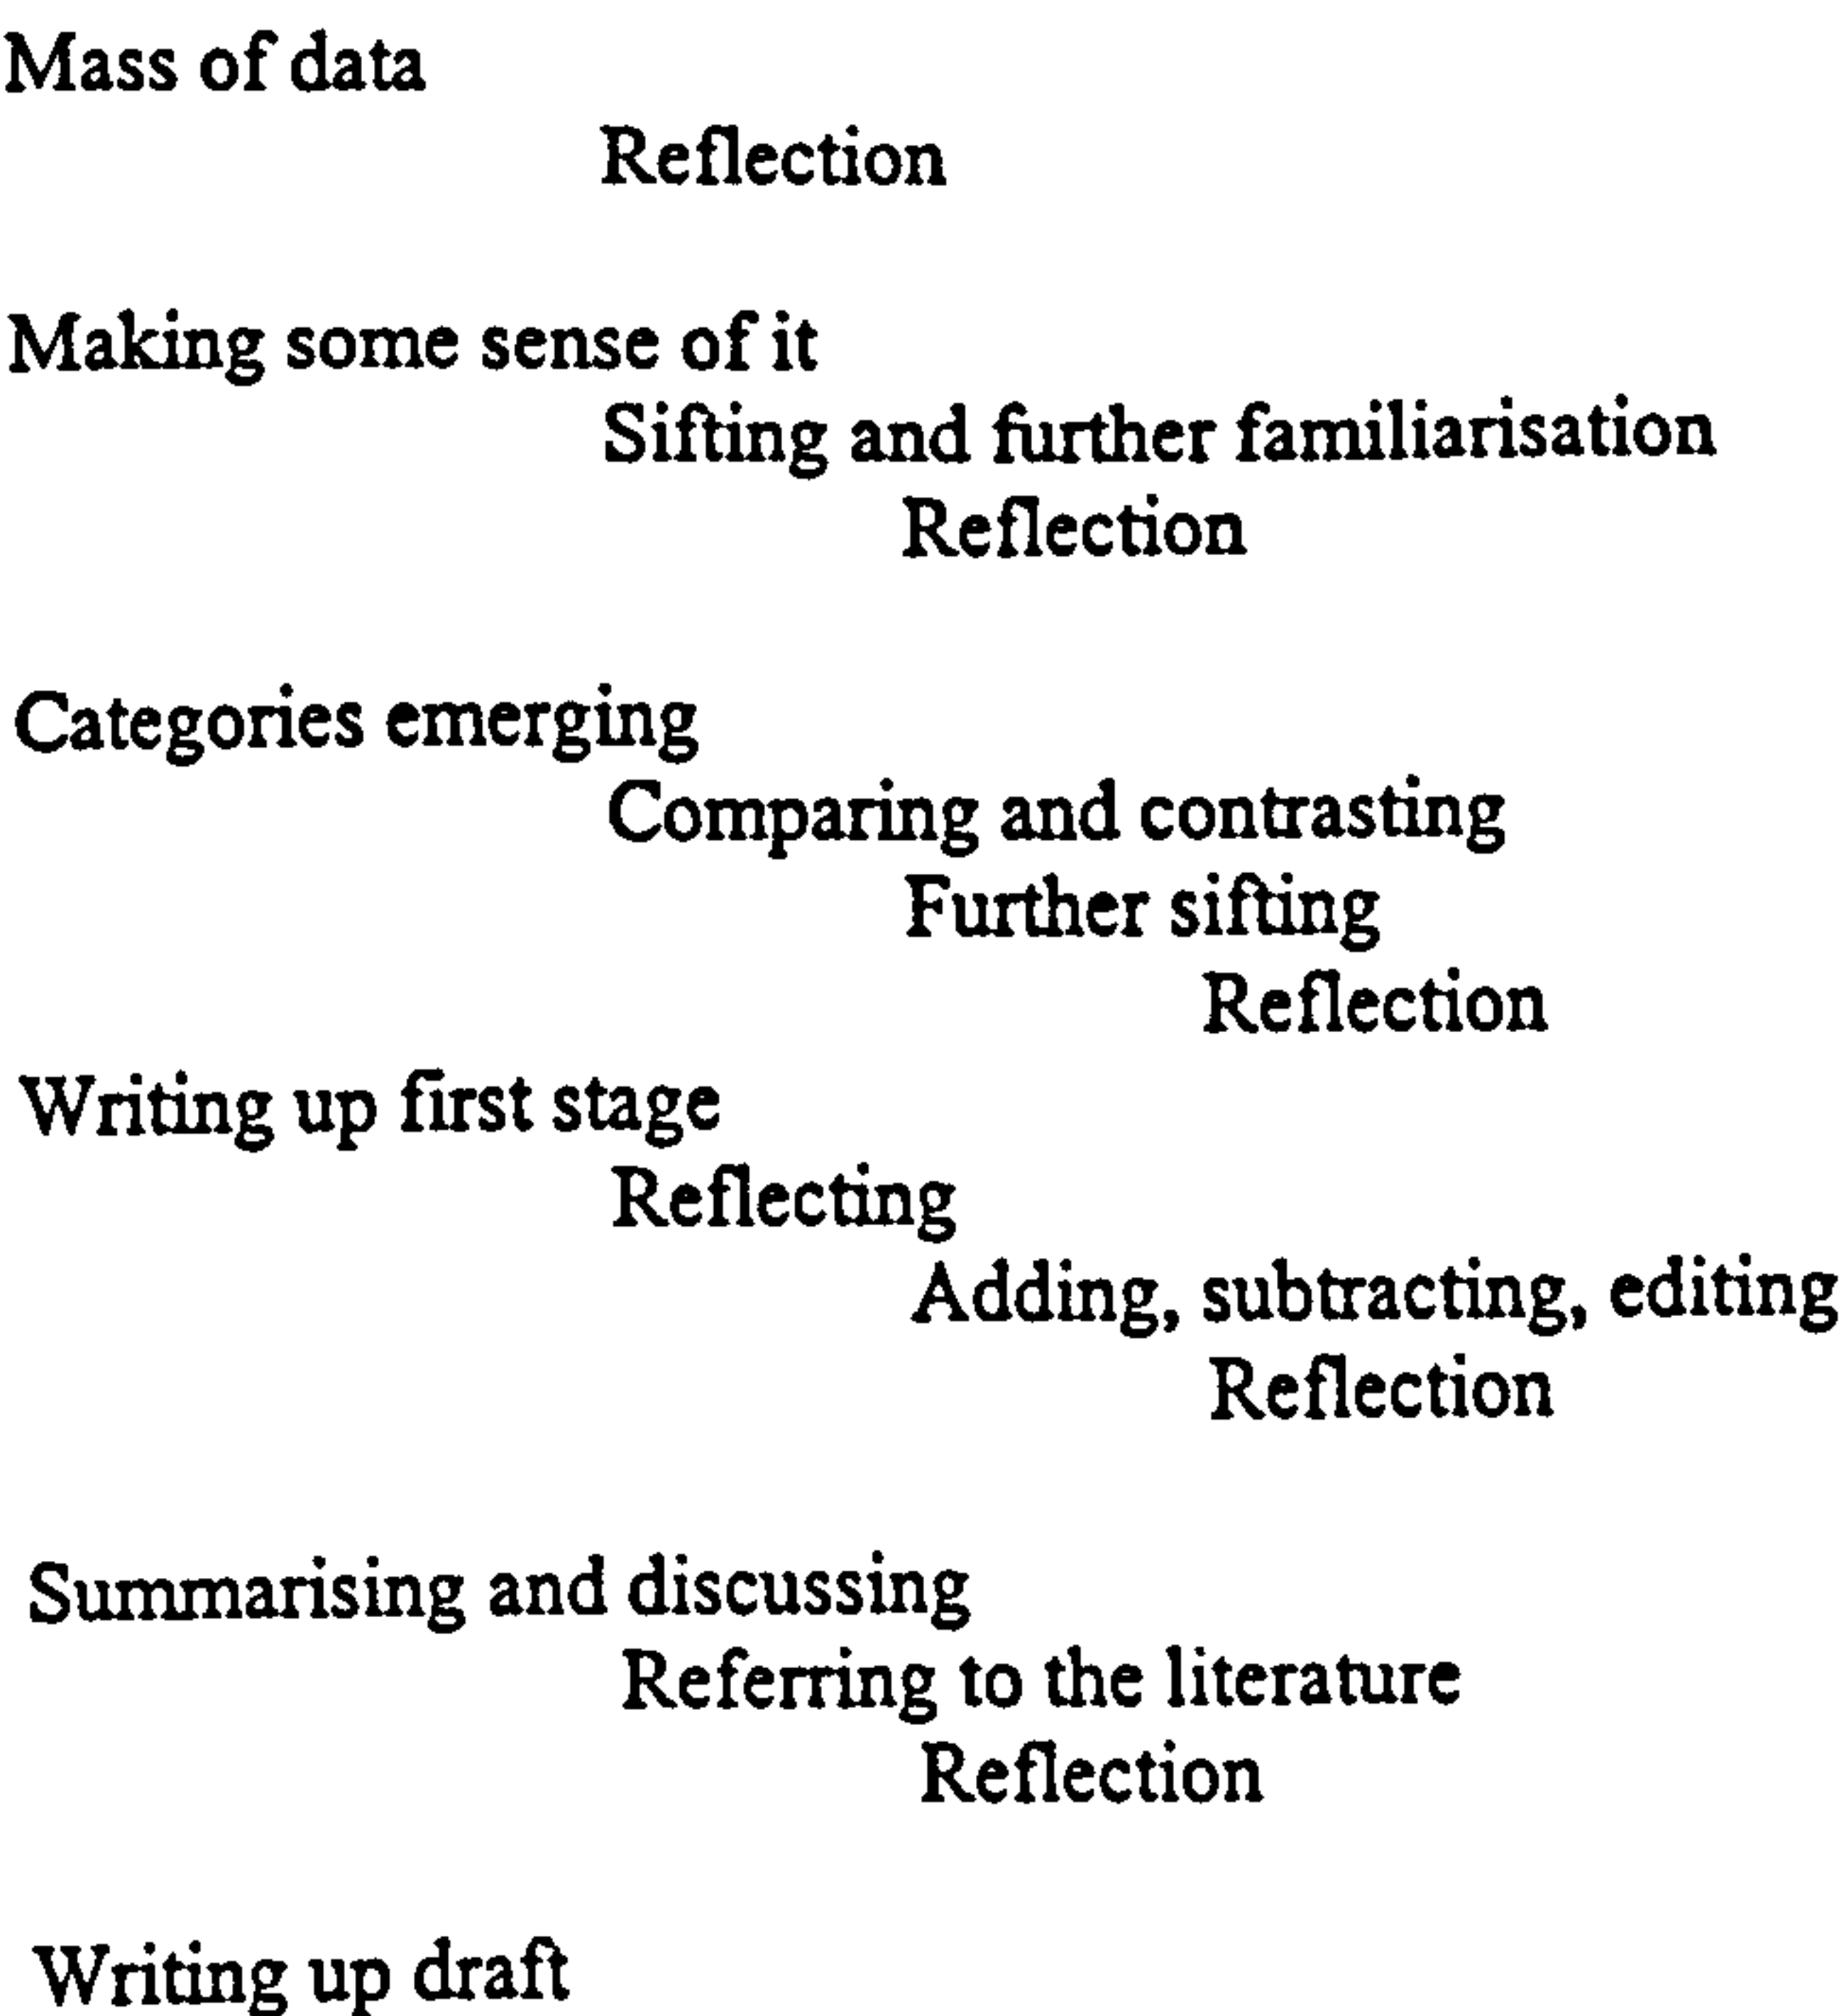 Mass of data
Reflection
Making some sense of it
Sifting and further familiarisation
Reflection
Categories emerging
Comparing and contrasting
Further sifting
Reflection
Writing up first stage
Reflecting
Adding, subtracting, editing
Reflection
Summarising and discussing
Referring to the literature
Reflection
Writing up draft